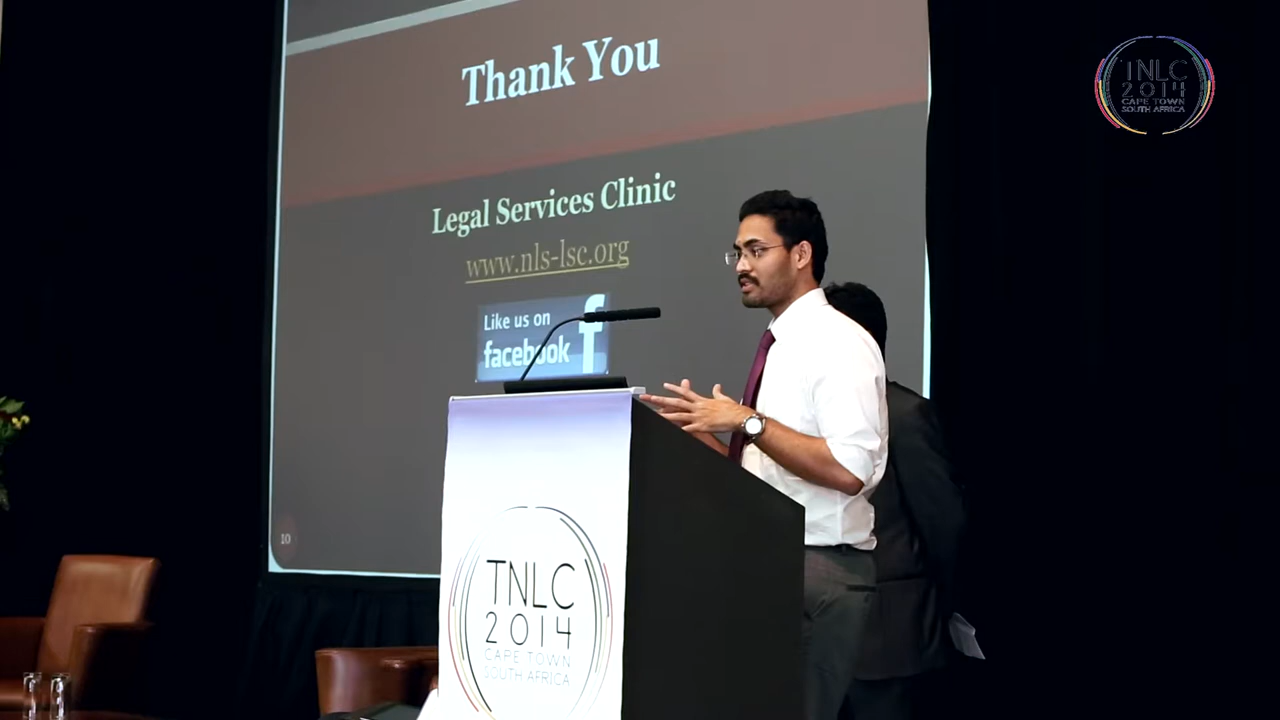 Thank You
Legal Services Clinic
www.nls-lsc.org
Like us on
facebook
f
10
TNLC
2014
CAPE TOWN
SOUTH AFRICA
TNLC
2014
CAPE TOWN
SOUTH AFRICA